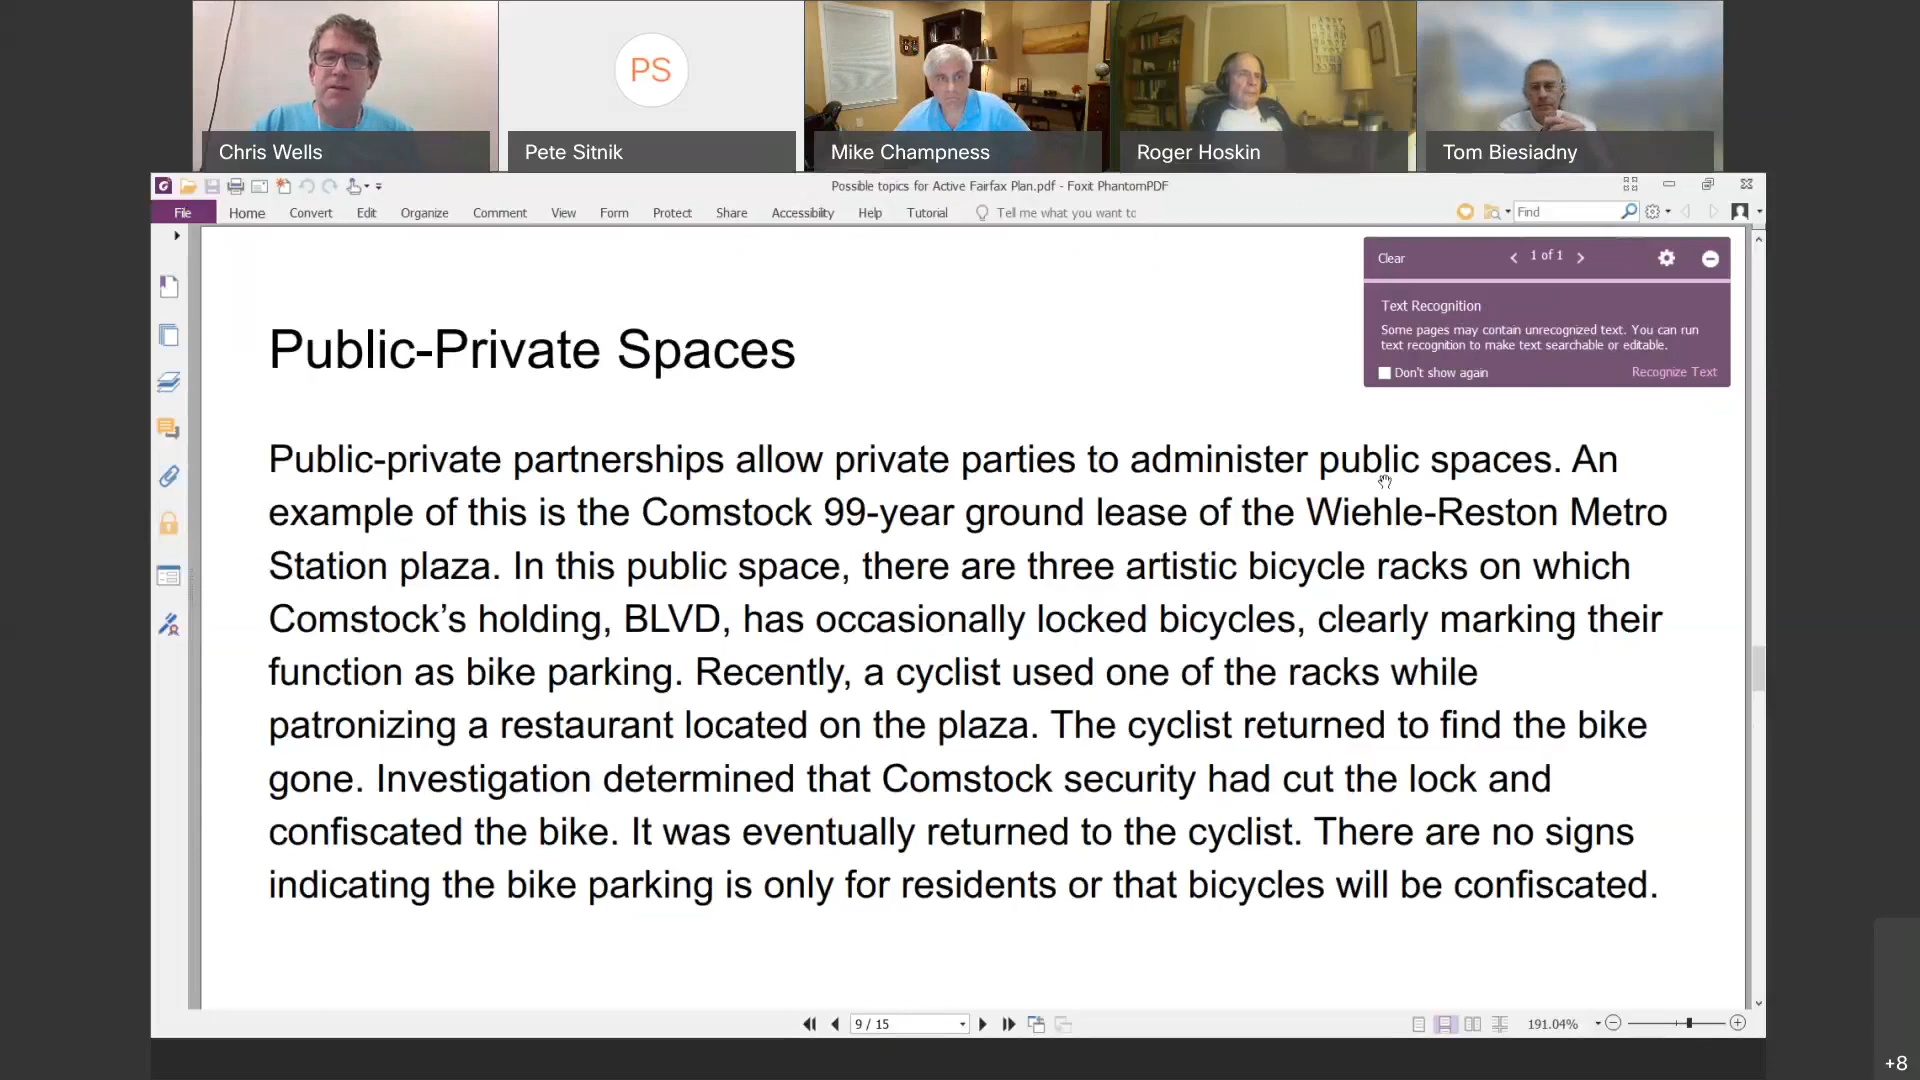 PS
Chris Wells
Pete Sitnik
Mike Champness
Roger Hoskin
Tom Biesiadny
Possible topics for Active Fairfax Plan.pdf - Foxit PhantomPDF
File Home Convert Edit Organize Comment View Form Protect Share Accessibility Help Tutorial Tell me what you want to Find
Clear 1 of 1
Text Recognition
Some pages may contain unrecognized text. You can run
text recognition to make text searchable or editable.
Don't show again Recognize Text
Public-Private Spaces
Public-private partnerships allow private parties to administer public spaces. An
example of this is the Comstock 99-year ground lease of the Wiehle-Reston Metro
Station plaza. In this public space, there are three artistic bicycle racks on which
Comstock’s holding, BLVD, has occasionally locked bicycles, clearly marking their
function as bike parking. Recently, a cyclist used one of the racks while
patronizing a restaurant located on the plaza. The cyclist returned to find the bike
gone. Investigation determined that Comstock security had cut the lock and
confiscated the bike. It was eventually returned to the cyclist. There are no signs
indicating the bike parking is only for residents or that bicycles will be confiscated.
9 / 15
191.04%
+8